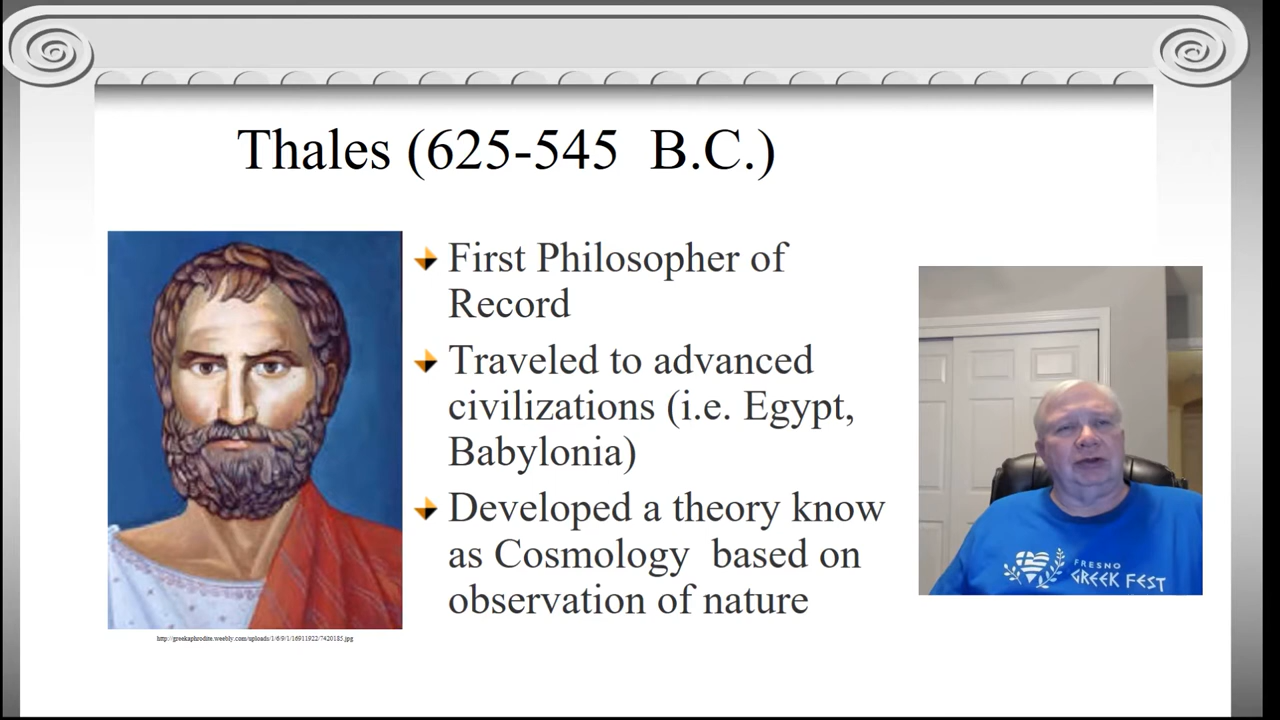 Thales (625-545 B.C.)
First Philosopher of
Record
Traveled to advanced
civilizations (i.e. Egypt,
Babylonia)
Developed a theory know
as Cosmology based on
observation of nature
http://greekaphrodite.weebly.com/uploads/1/6/9/1/16911922/7420185.jpg
FRESNO
GREEK FEST